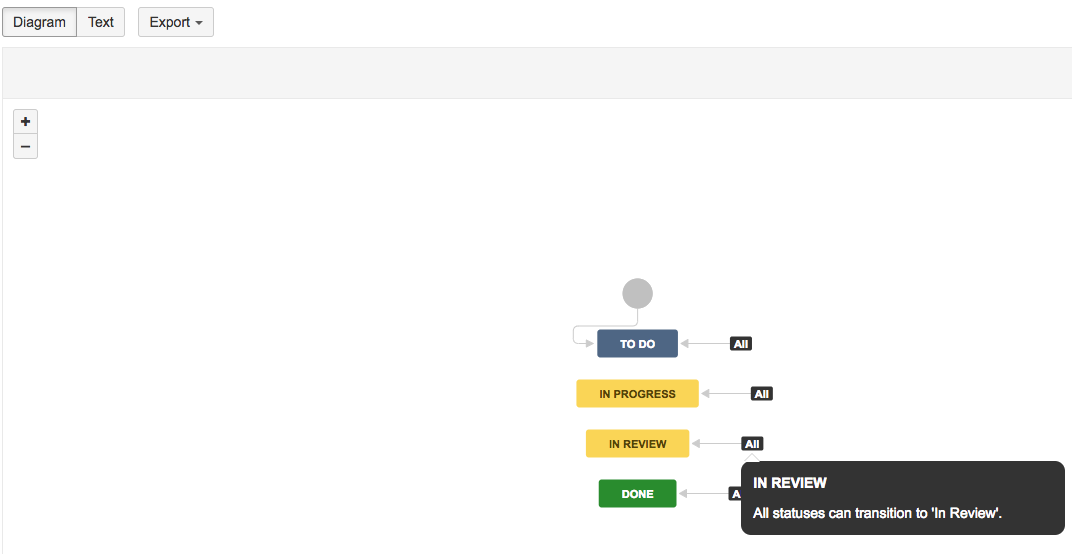 Diagram Text Export
+
−
TO DO All
IN PROGRESS All
IN REVIEW All
IN REVIEW
DONE
All statuses can transition to 'In Review'.